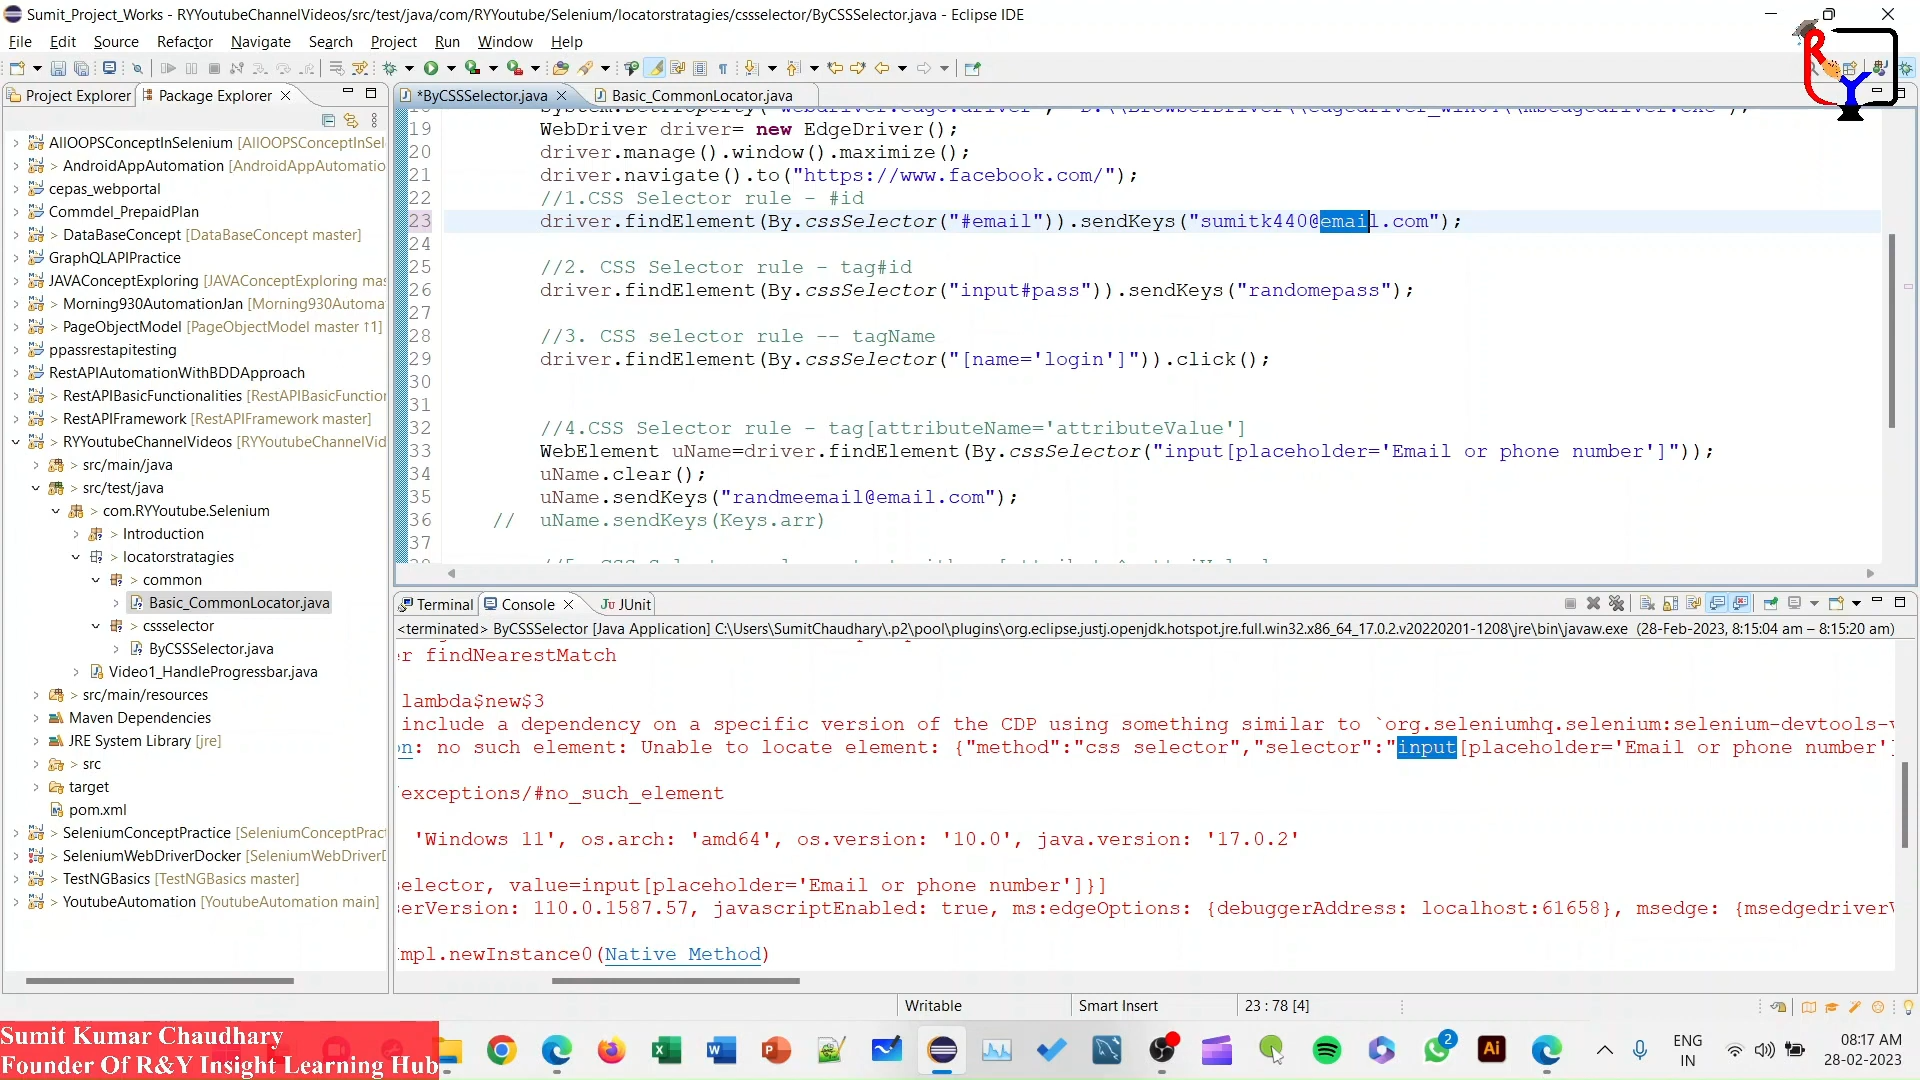 Sumit_Project_Works - RYYoutubeChannelVideos/src/test/java/com/RYYoutube/Selenium/locatorstratagies/cssselector/ByCSSSelector.java - Eclipse IDE
File Edit Source Refactor Navigate Search Project Run Window Help
R
Y
Project Explorer Package Explorer
*ByCSSSelector.java Basic_CommonLocator.java
AllOOPSConceptInSelenium [AllOOPSConceptInSel
> AndroidAppAutomation [AndroidAppAutomatio
cepas_webportal
Commdel_PrepaidPlan
> DataBaseConcept [DataBaseConcept master]
GraphQLAPIPractice
JAVAConceptExploring [JAVAConceptExploring mas
> Morning930AutomationJan [Morning930Automa
> PageObjectModel [PageObjectModel master ↑1]
ppassrestapitesting
RestAPIAutomationWithBDDApproach
> RestAPIBasicFunctionalities [RestAPIBasicFunction
> RestAPIFramework [RestAPIFramework master]
> RYYoutubeChannelVideos [RYYoutubeChannelVid
> src/main/java
> src/test/java
> com.RYYoutube.Selenium
> Introduction
> locatorstratagies
> common
Basic_CommonLocator.java
> cssselector
ByCSSSelector.java
Video1_HandleProgressbar.java
> src/main/resources
Maven Dependencies
JRE System Library [jre]
> src
target
pom.xml
> SeleniumConceptPractice [SeleniumConceptPract
> SeleniumWebDriverDocker [SeleniumWebDriverD
> TestNGBasics [TestNGBasics master]
> YoutubeAutomation [YoutubeAutomation main]
19 WebDriver driver= new EdgeDriver();
20 driver.manage().window().maximize();
21 driver.navigate().to("https://www.facebook.com/");
22 //1.CSS Selector rule - #id
23 driver.findElement(By.cssSelector("#email")).sendKeys("sumitk440@email.com");
24
25 //2. CSS Selector rule - tag#id
26 driver.findElement(By.cssSelector("input#pass")).sendKeys("randomepass");
27
28 //3. CSS selector rule -- tagName
29 driver.findElement(By.cssSelector("[name='login']")).click();
30
31
32 //4.CSS Selector rule - tag[attributeName='attributeValue']
33 WebElement uName=driver.findElement(By.cssSelector("input[placeholder='Email or phone number']"));
34 uName.clear();
35 uName.sendKeys("randmeemail@email.com");
36 // uName.sendKeys(Keys.arr)
37
Terminal Console JUnit
<terminated> ByCSSSelector [Java Application] C:\Users\SumitChaudhary\.p2\pool\plugins\org.eclipse.justj.openjdk.hotspot.jre.full.win32.x86_64_17.0.2.v20220201-1208\jre\bin\javaw.exe (28-Feb-2023, 8:15:04 am – 8:15:20 am)
er findNearestMatch
lambda$new$3
include a dependency on a specific version of the CDP using something similar to `org.seleniumhq.selenium:selenium-devtools-v
on: no such element: Unable to locate element: {"method":"css selector","selector":"input[placeholder='Email or phone number']
exceptions/#no_such_element
'Windows 11', os.arch: 'amd64', os.version: '10.0', java.version: '17.0.2'
selector, value=input[placeholder='Email or phone number']}]
serVersion: 110.0.1587.57, javascriptEnabled: true, ms:edgeOptions: {debuggerAddress: localhost:61658}, msedge: {msedgedriverV
Impl.newInstance0(Native Method)
Writable Smart Insert 23 : 78 [4]
Sumit Kumar Chaudhary
Founder Of R&Y Insight Learning Hub
2
Ai
ENG
IN
08:17 AM
28-02-2023